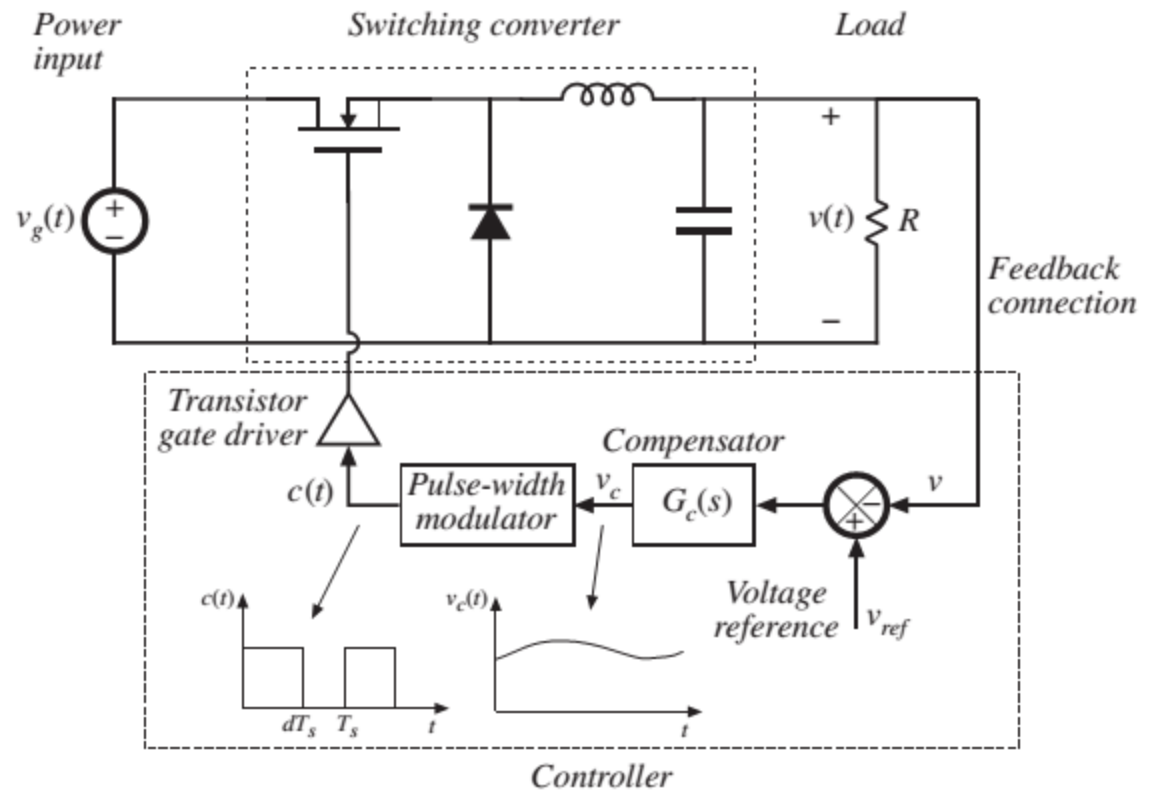 Power
input
Switching converter
Load
+
v_g(t)
+
−
v(t)
R
−
Feedback
connection
Transistor
gate driver
Compensator
c(t)
Pulse-width
modulator
v_c
G_c(s)
−
+
v
Voltage
reference
v_ref
c(t)
dT_s
T_s
t
v_c(t)
t
Controller